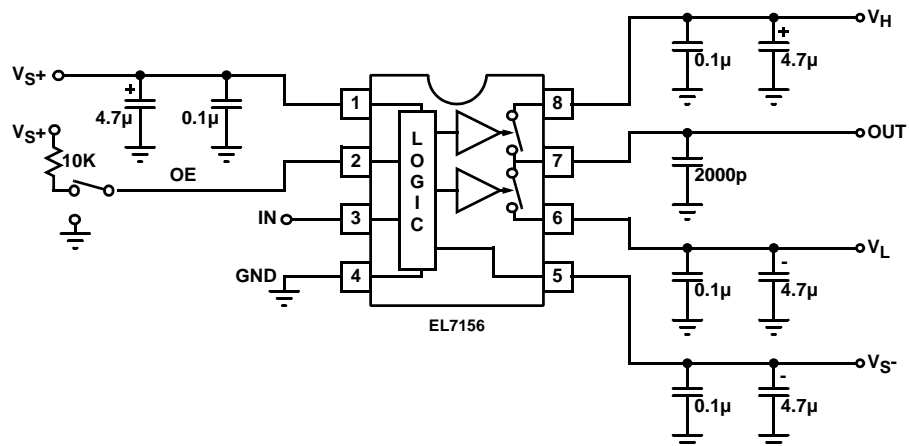 VH
+
0.1µ
4.7µ
VS+
+
4.7µ
0.1µ
1
8
VS+
10K
OE
2
LOGIC
7
OUT
2000p
IN
3
6
VL
-
0.1µ
4.7µ
GND
4
5
EL7156
VS-
-
0.1µ
4.7µ